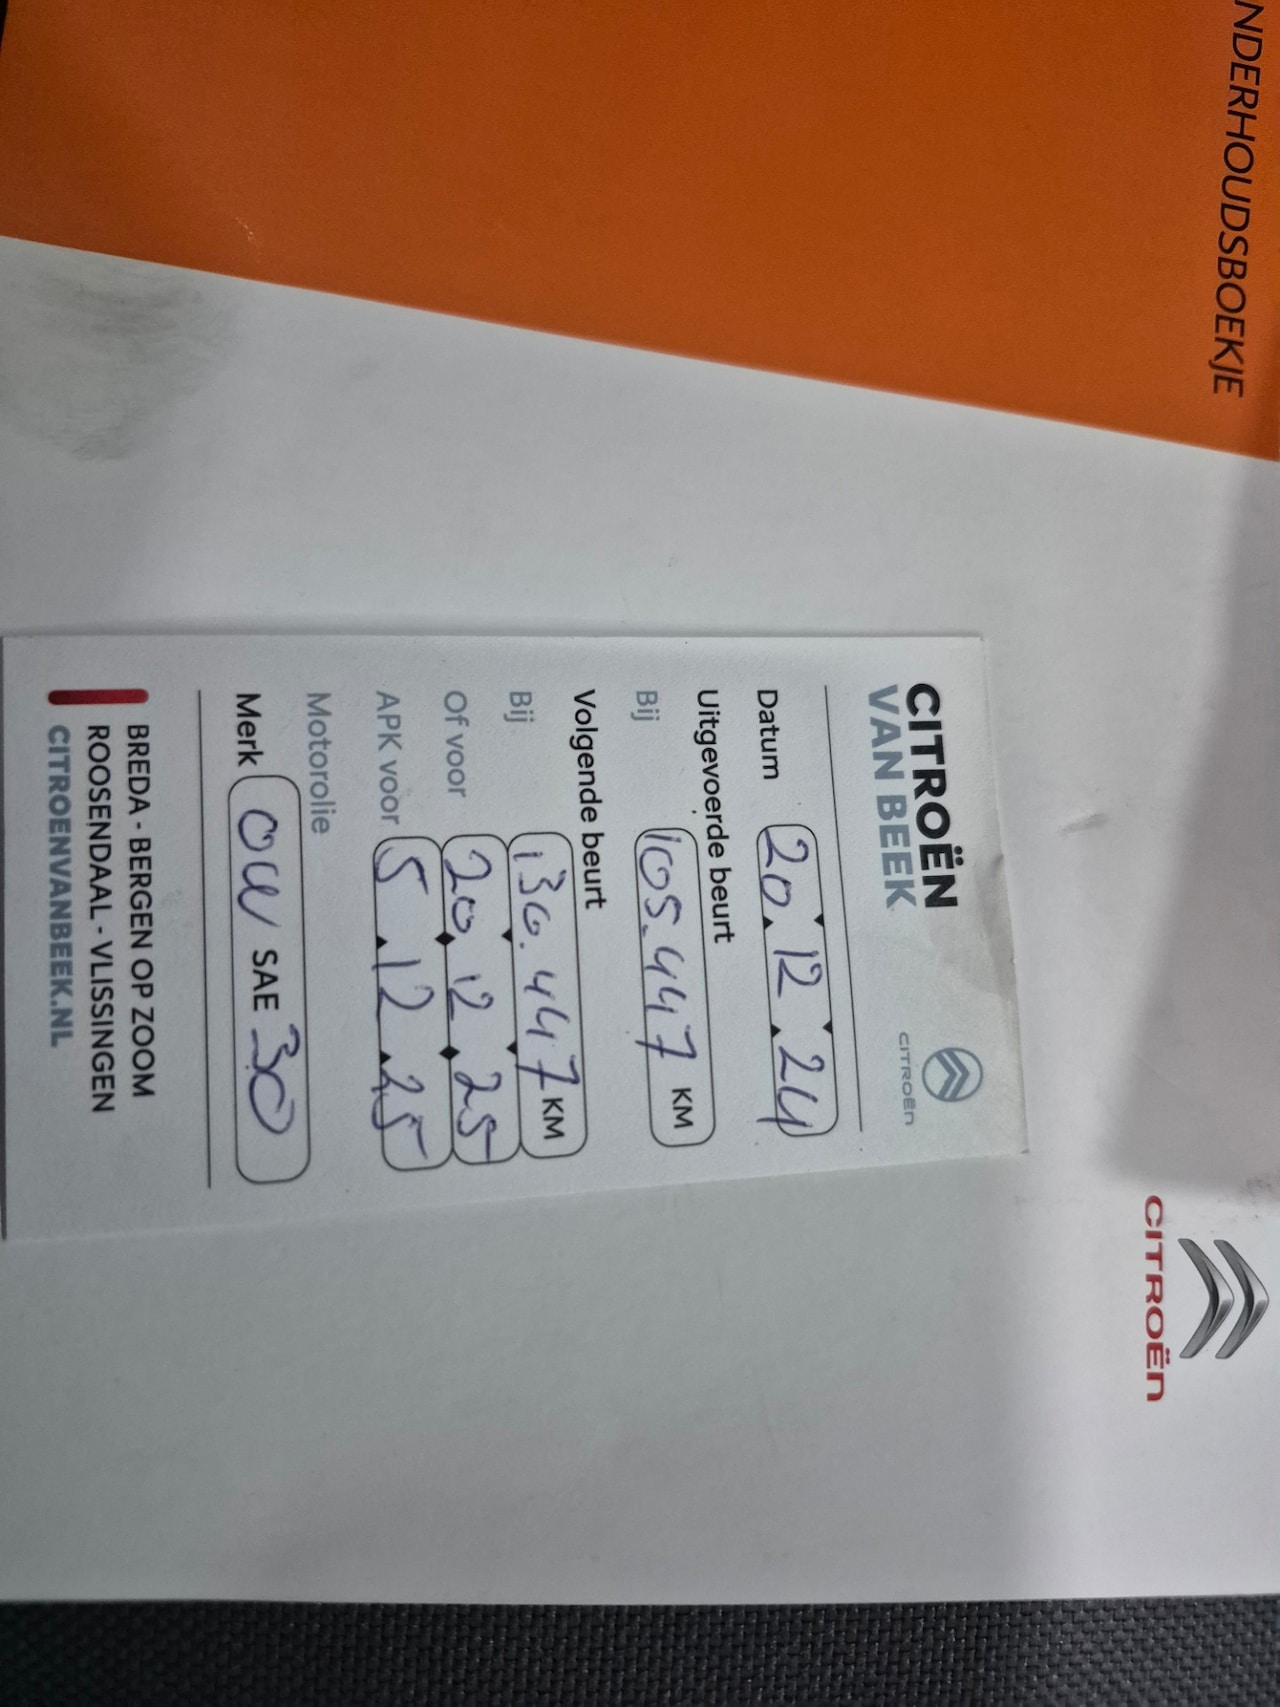 NDERHOUDSBOEKJE
CITROËN
CITROËN
VAN BEEK
CITROËN
Datum 20.12.24
Uitgevoerde beurt
Bij 105.447 KM
Volgende beurt
Bij 130.447 KM
Of voor 20.12.25
APK voor 5.12.25
Motorolie
Merk 0W SAE 30
BREDA - BERGEN OP ZOOM
ROOSENDAAL - VLISSINGEN
CITROENVANBEEK.NL